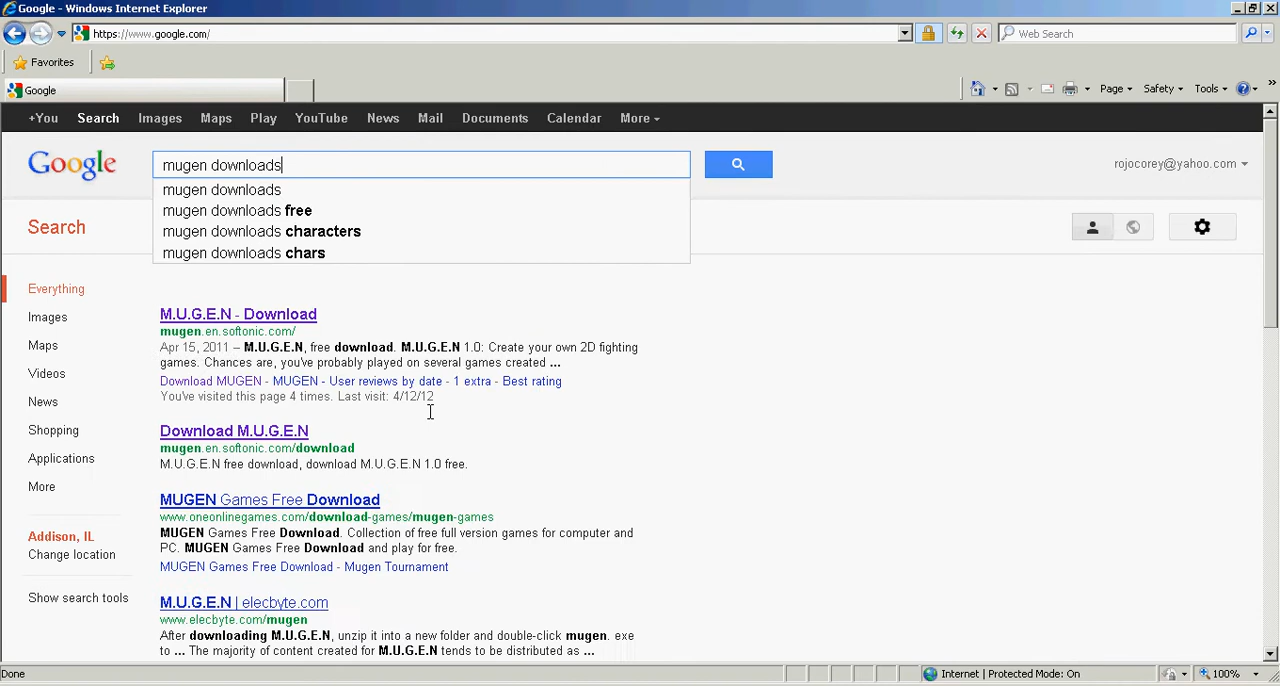 Google - Windows Internet Explorer
https://www.google.com/
Web Search
Favorites
Google
Page
Safety
Tools
»
+You Search Images Maps Play YouTube News Mail Documents Calendar More
Google
mugen downloads
rojocorey@yahoo.com
mugen downloads
mugen downloads free
mugen downloads characters
mugen downloads chars
Search
Everything
Images
Maps
Videos
News
Shopping
Applications
More
Addison, IL
Change location
Show search tools
M.U.G.E.N - Download
mugen.en.softonic.com/
Apr 15, 2011 – M.U.G.E.N, free download. M.U.G.E.N 1.0: Create your own 2D fighting
games. Chances are, you've probably played on several games created ...
Download MUGEN - MUGEN - User reviews by date - 1 extra - Best rating
You've visited this page 4 times. Last visit: 4/12/12
Download M.U.G.E.N
mugen.en.softonic.com/download
M.U.G.E.N free download, download M.U.G.E.N 1.0 free.
MUGEN Games Free Download
www.oneonlinegames.com/download-games/mugen-games
MUGEN Games Free Download. Collection of free full version games for computer and
PC. MUGEN Games Free Download and play for free.
MUGEN Games Free Download - Mugen Tournament
M.U.G.E.N | elecbyte.com
www.elecbyte.com/mugen
After downloading M.U.G.E.N, unzip it into a new folder and double-click mugen. exe
to ... The majority of content created for M.U.G.E.N tends to be distributed as ...
Done
Internet | Protected Mode: On
100%